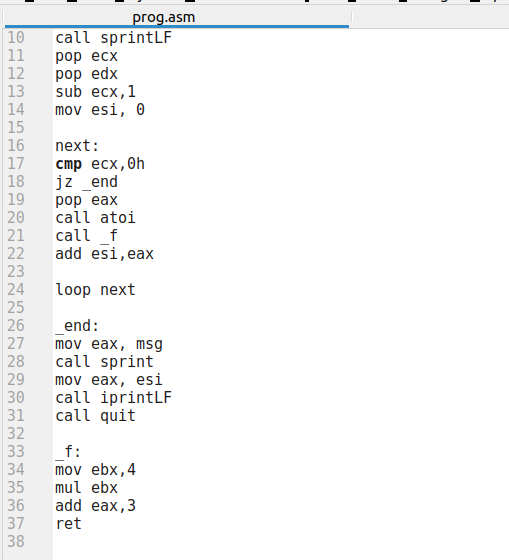 prog.asm
10 call sprintLF
11 pop ecx
12 pop edx
13 sub ecx,1
14 mov esi, 0
15
16 next:
17 cmp ecx,0h
18 jz _end
19 pop eax
20 call atoi
21 call _f
22 add esi,eax
23
24 loop next
25
26 _end:
27 mov eax, msg
28 call sprint
29 mov eax, esi
30 call iprintLF
31 call quit
32
33 _f:
34 mov ebx,4
35 mul ebx
36 add eax,3
37 ret
38